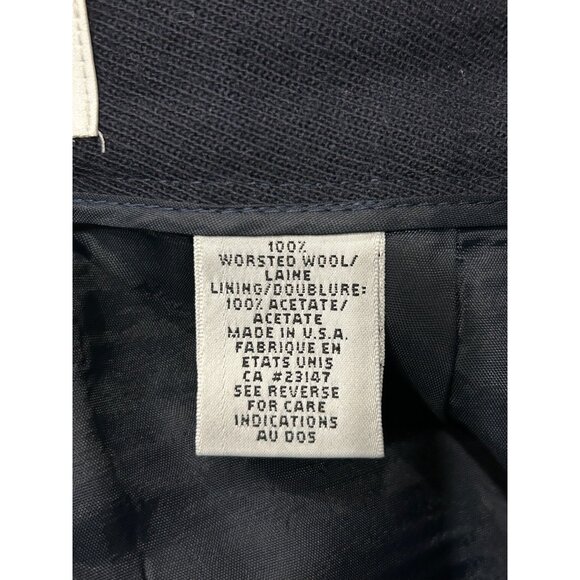 100%
WORSTED WOOL/
LAINE
LINING/DOUBLURE:
100% ACETATE/
ACETATE
MADE IN U.S.A.
FABRIQUE EN
ETATS UNIS
CA #23147
SEE REVERSE
FOR CARE
INDICATIONS
AU DOS